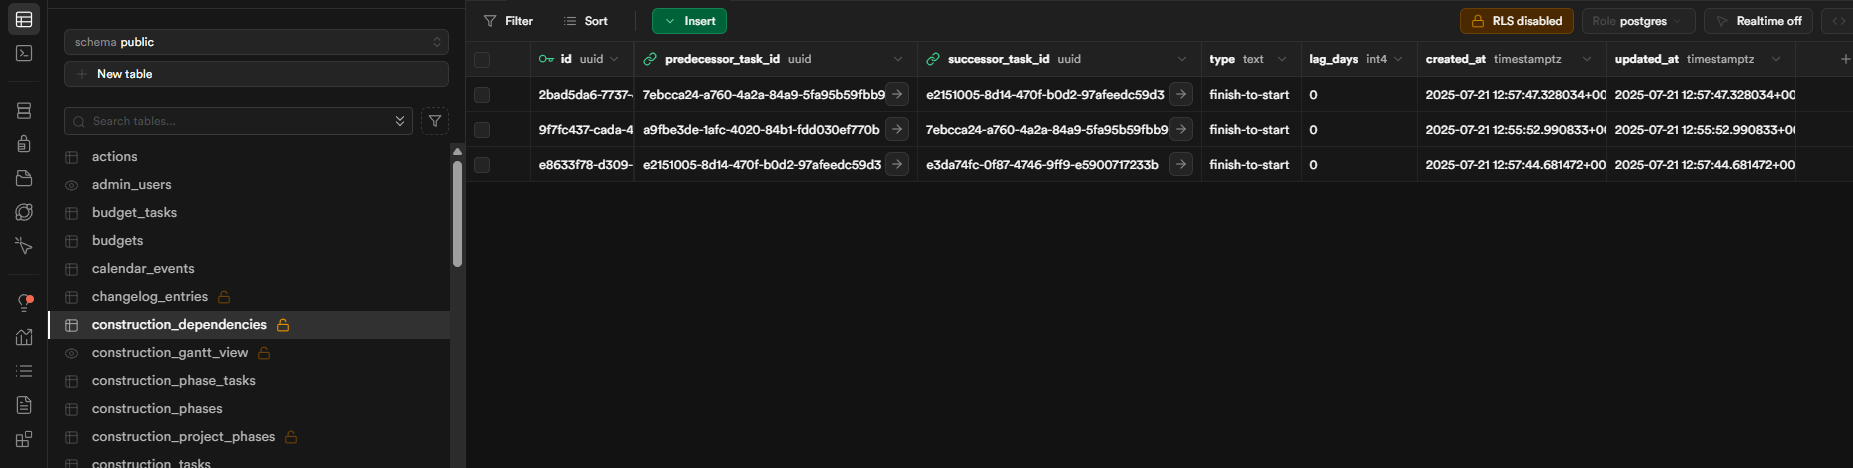 schema public
New table
Search tables...
actions
admin_users
budget_tasks
budgets
calendar_events
changelog_entries
construction_dependencies
construction_gantt_view
construction_phase_tasks
construction_phases
construction_project_phases
construction_tasks
Filter Sort Insert RLS disabled Role postgres Realtime off
id uuid predecessor_task_id uuid successor_task_id uuid type text lag_days int4 created_at timestamptz updated_at timestamptz
2bad5da6-7737- 7ebcca24-a760-4a2a-84a9-5fa95b59fbb9 e2151005-8d14-470f-b0d2-97afeedc59d3 finish-to-start 0 2025-07-21 12:57:47.328034+00 2025-07-21 12:57:47.328034+00
9f7fc437-cada-4 a9fbe3de-1afc-4020-84b1-fdd030ef770b 7ebcca24-a760-4a2a-84a9-5fa95b59fbb9 finish-to-start 0 2025-07-21 12:55:52.990833+00 2025-07-21 12:55:52.990833+00
e8633f78-d309- e2151005-8d14-470f-b0d2-97afeedc59d3 e3da74fc-0f87-4746-9ff9-e5900717233b finish-to-start 0 2025-07-21 12:57:44.681472+00 2025-07-21 12:57:44.681472+00